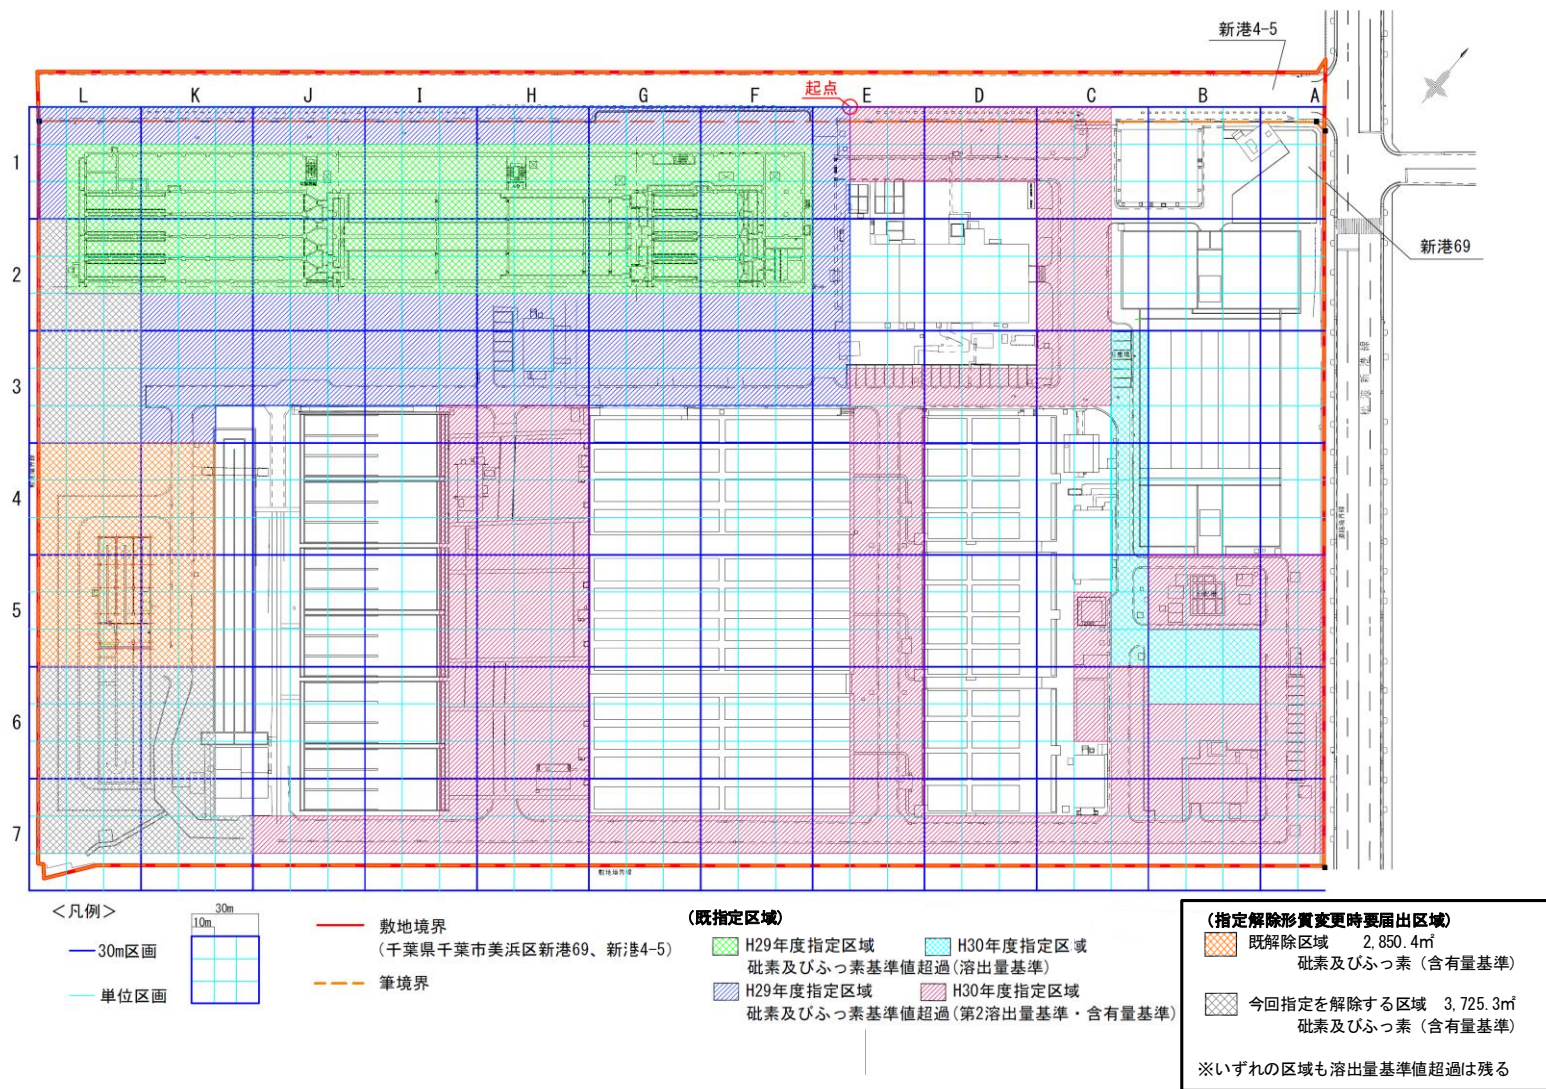 新港4-5
起点
L K J I H G F E D C B A
1
2
新港69
3
4
5
6
7
松波新港線
敷地境界線
<凡例>
30m区画
単位区画
30m
10m
敷地境界
(千葉県千葉市美浜区新港69、新港4-5)
筆境界
(既指定区域)
H29年度指定区域
H30年度指定区域
砒素及びふっ素基準値超過(溶出量基準)
H29年度指定区域
H30年度指定区域
砒素及びふっ素基準値超過(第2溶出量基準・含有量基準)
(指定解除形質変更時要届出区域)
既解除区域 2,850.4㎡
砒素及びふっ素（含有量基準）
今回指定を解除する区域 3,725.3㎡
砒素及びふっ素（含有量基準）
※いずれの区域も溶出量基準値超過は残る